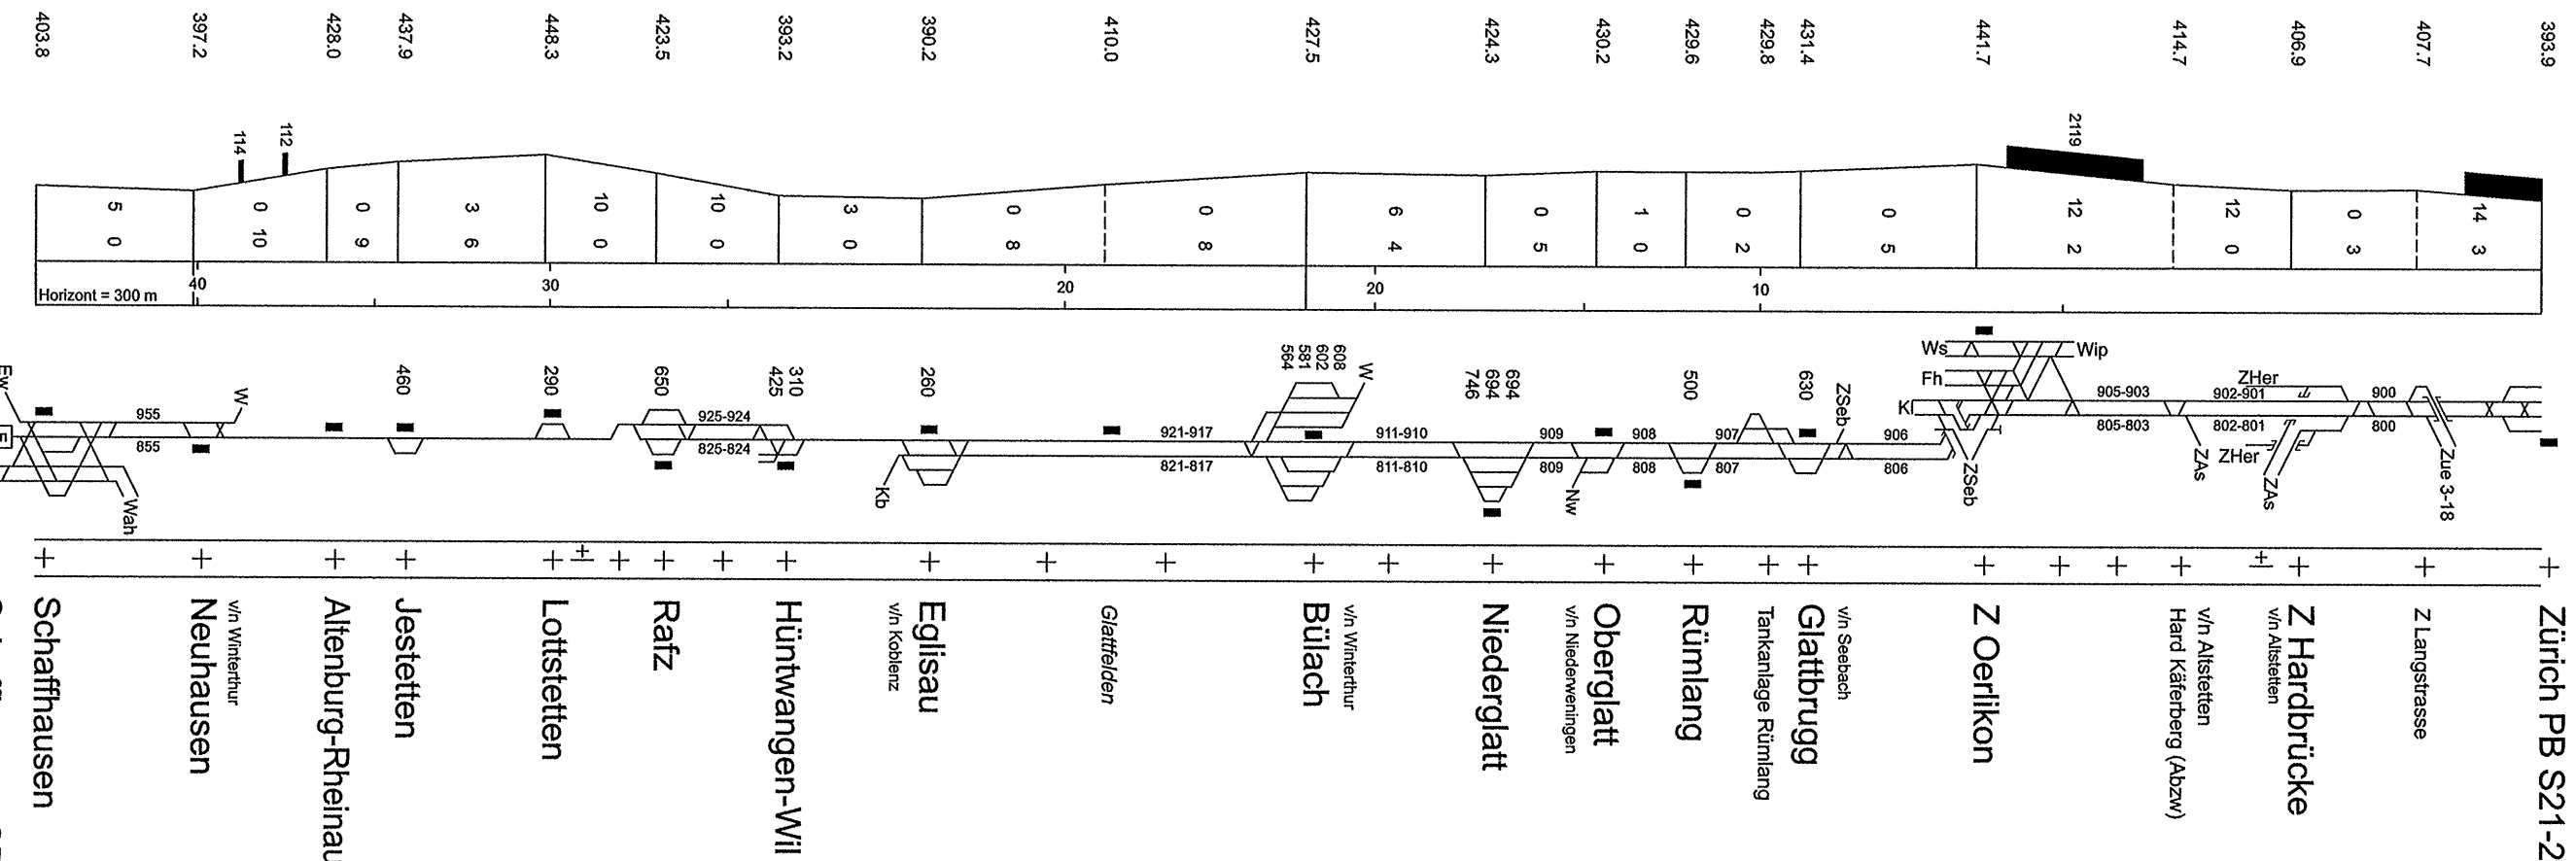 403.8 397.2 428.0 437.9 448.3 423.5 393.2 390.2 410.0 427.5 424.3 430.2 429.6 429.8 431.4 441.7 414.7 406.9 407.7 393.9
114 112 2119
5 0 0 3 10 10 3 0 0 6 0 1 0 0 12 12 0 14
0 10 9 6 0 0 0 8 8 4 5 0 2 5 2 0 3 3
Horizont = 300 m
40 30 20 20 10
Ew
Wah
W
955
855
460
290
650
925-924
825-824
310
425
260
Kb
921-917
821-817
608
602
581
564
W
911-910
811-810
694
694
746
909
809
Nw
908
808
500
907
807
630
ZSeb
906
806
Ws
Fh
Kl
Wip
ZSeb
905-903
805-803
ZAs
ZHer
902-901
802-801
ZHer
ZAs
900
800
Zue 3-18
Schaffhausen
v/n Winterthur
Neuhausen
Altenburg-Rheinau
Jestetten
Lottstetten
Rafz
Hüntwangen-Wil
Eglisau
v/n Koblenz
Glattfelden
v/n Winterthur
Bülach
Niederglatt
Oberglatt
v/n Niederweningen
Rümlang
Tankanlage Rümlang
v/n Seebach
Glattbrugg
Z Oerlikon
v/n Altstetten
Hard Käferberg (Abzw)
Z Hardbrücke
v/n Altstetten
Z Langstrasse
Zürich PB S21-2